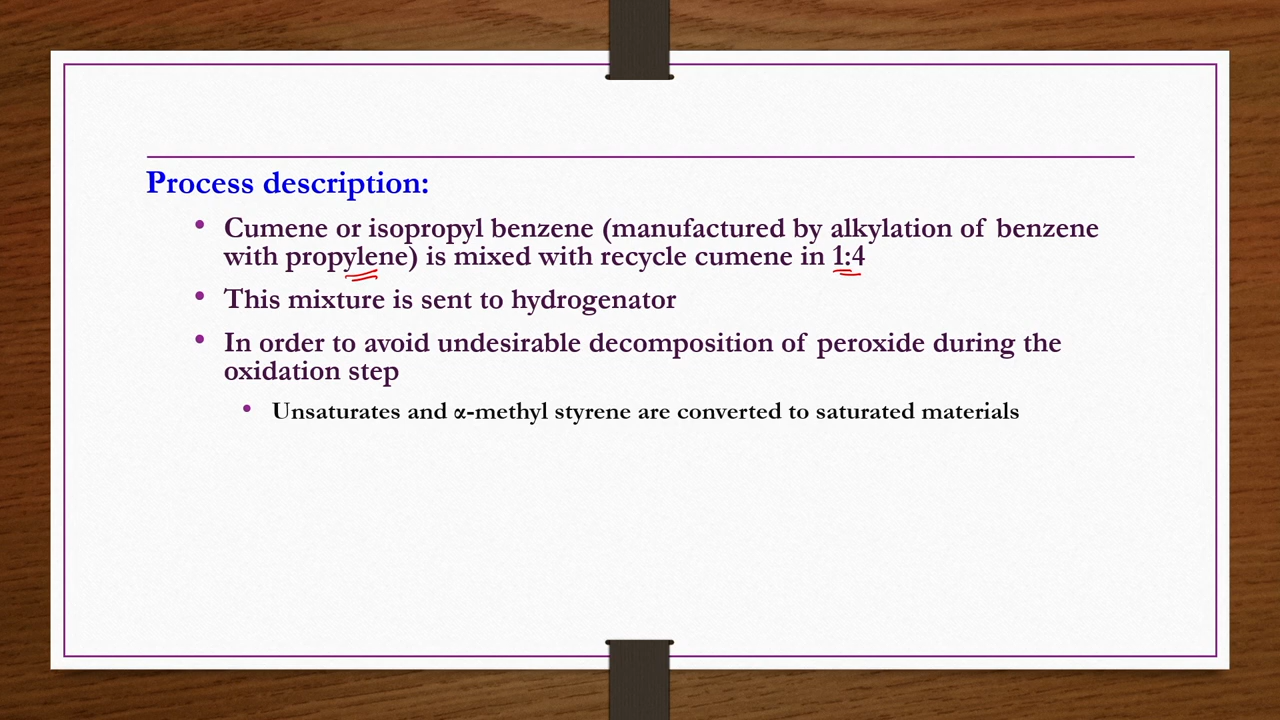 Process description:
• Cumene or isopropyl benzene (manufactured by alkylation of benzene
with propylene) is mixed with recycle cumene in 1:4
• This mixture is sent to hydrogenator
• In order to avoid undesirable decomposition of peroxide during the
oxidation step
• Unsaturates and α-methyl styrene are converted to saturated materials